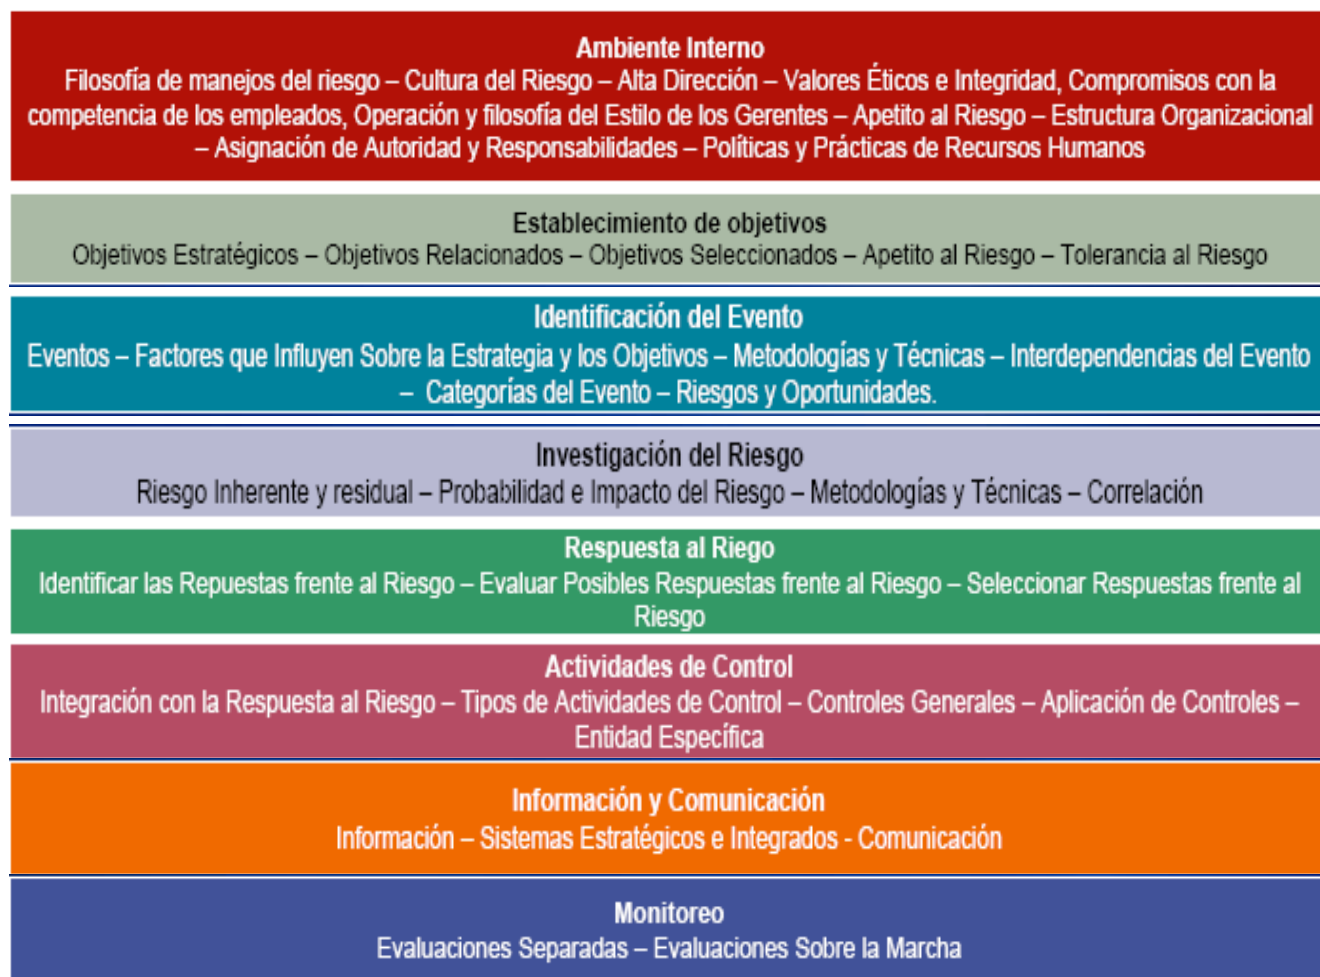 Ambiente Interno
Filosofía de manejos del riesgo – Cultura del Riesgo – Alta Dirección – Valores Éticos e Integridad, Compromisos con la
competencia de los empleados, Operación y filosofía del Estilo de los Gerentes – Apetito al Riesgo – Estructura Organizacional
– Asignación de Autoridad y Responsabilidades – Políticas y Prácticas de Recursos Humanos
Establecimiento de objetivos
Objetivos Estratégicos – Objetivos Relacionados – Objetivos Seleccionados – Apetito al Riesgo – Tolerancia al Riesgo
Identificación del Evento
Eventos – Factores que Influyen Sobre la Estrategia y los Objetivos – Metodologías y Técnicas – Interdependencias del Evento
– Categorías del Evento – Riesgos y Oportunidades.
Investigación del Riesgo
Riesgo Inherente y residual – Probabilidad e Impacto del Riesgo – Metodologías y Técnicas – Correlación
Respuesta al Riego
Identificar las Repuestas frente al Riesgo – Evaluar Posibles Respuestas frente al Riesgo – Seleccionar Respuestas frente al
Riesgo
Actividades de Control
Integración con la Respuesta al Riesgo – Tipos de Actividades de Control – Controles Generales – Aplicación de Controles –
Entidad Específica
Información y Comunicación
Información – Sistemas Estratégicos e Integrados - Comunicación
Monitoreo
Evaluaciones Separadas – Evaluaciones Sobre la Marcha